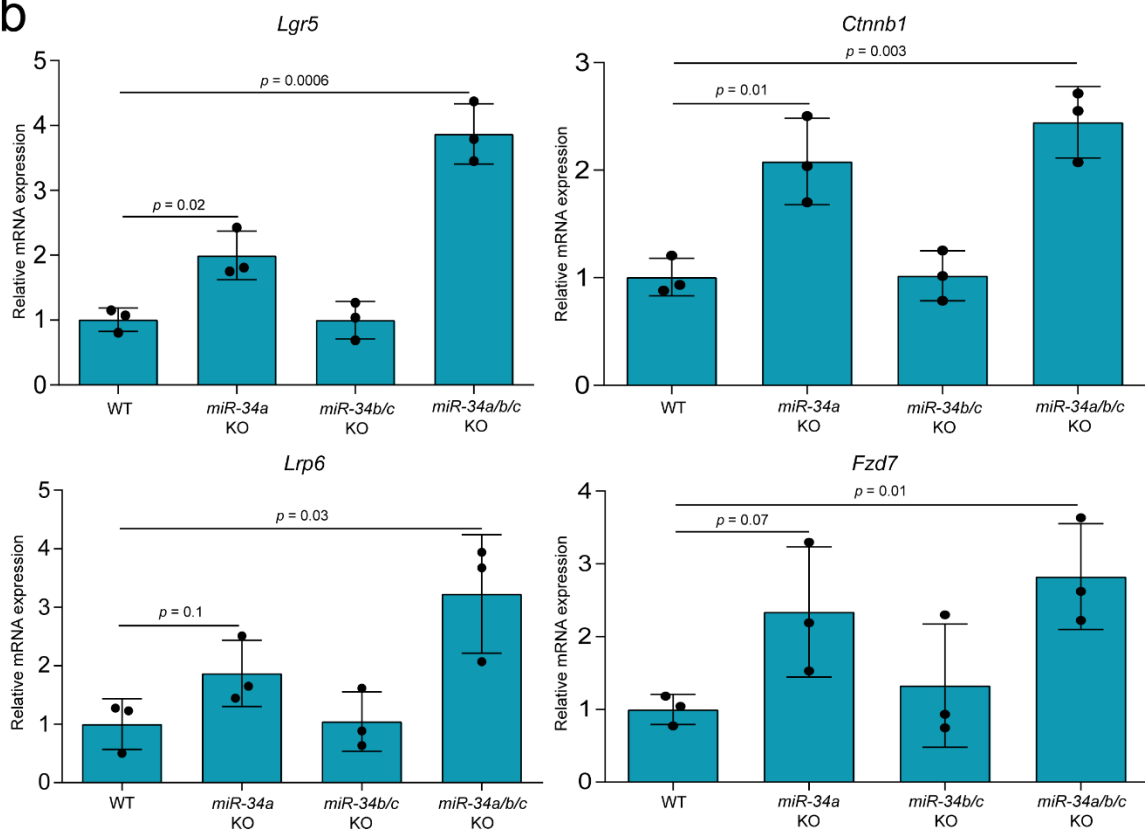 b
Lgr5
Relative mRNA expression
5
4
3
2
1
0
p = 0.0006
p = 0.02
WT
miR-34a
KO
miR-34b/c
KO
miR-34a/b/c
KO
Ctnnb1
Relative mRNA expression
3
2
1
0
p = 0.003
p = 0.01
WT
miR-34a
KO
miR-34b/c
KO
miR-34a/b/c
KO
Lrp6
Relative mRNA expression
5
4
3
2
1
0
p = 0.03
p = 0.1
WT
miR-34a
KO
miR-34b/c
KO
miR-34a/b/c
KO
Fzd7
Relative mRNA expression
4
3
2
1
0
p = 0.01
p = 0.07
WT
miR-34a
KO
miR-34b/c
KO
miR-34a/b/c
KO